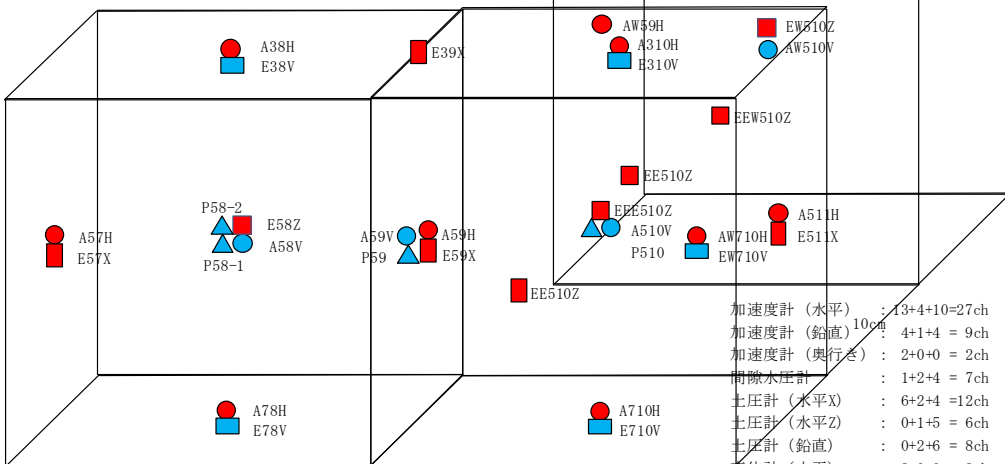 A38H
E38V
E39X
AW59H
A310H
E310V
EW510Z
AW510V
EEW510Z
EE510Z
P58-2
E58Z
A58V
P58-1
A57H
E57X
A59V
P59
A59H
E59X
EEE510Z
A510V
P510
AW710H
EW710V
A511H
E511X
EE510Z
A78H
E78V
A710H
E710V
10cm
加速度計（水平） : 13+4+10=27ch
加速度計（鉛直） : 4+1+4 = 9ch
加速度計（奥行き） : 2+0+0 = 2ch
間隙水圧計 : 1+2+4 = 7ch
土圧計（水平X） : 6+2+4 =12ch
土圧計（水平Z） : 0+1+5 = 6ch
土圧計（鉛直） : 0+2+6 = 8ch